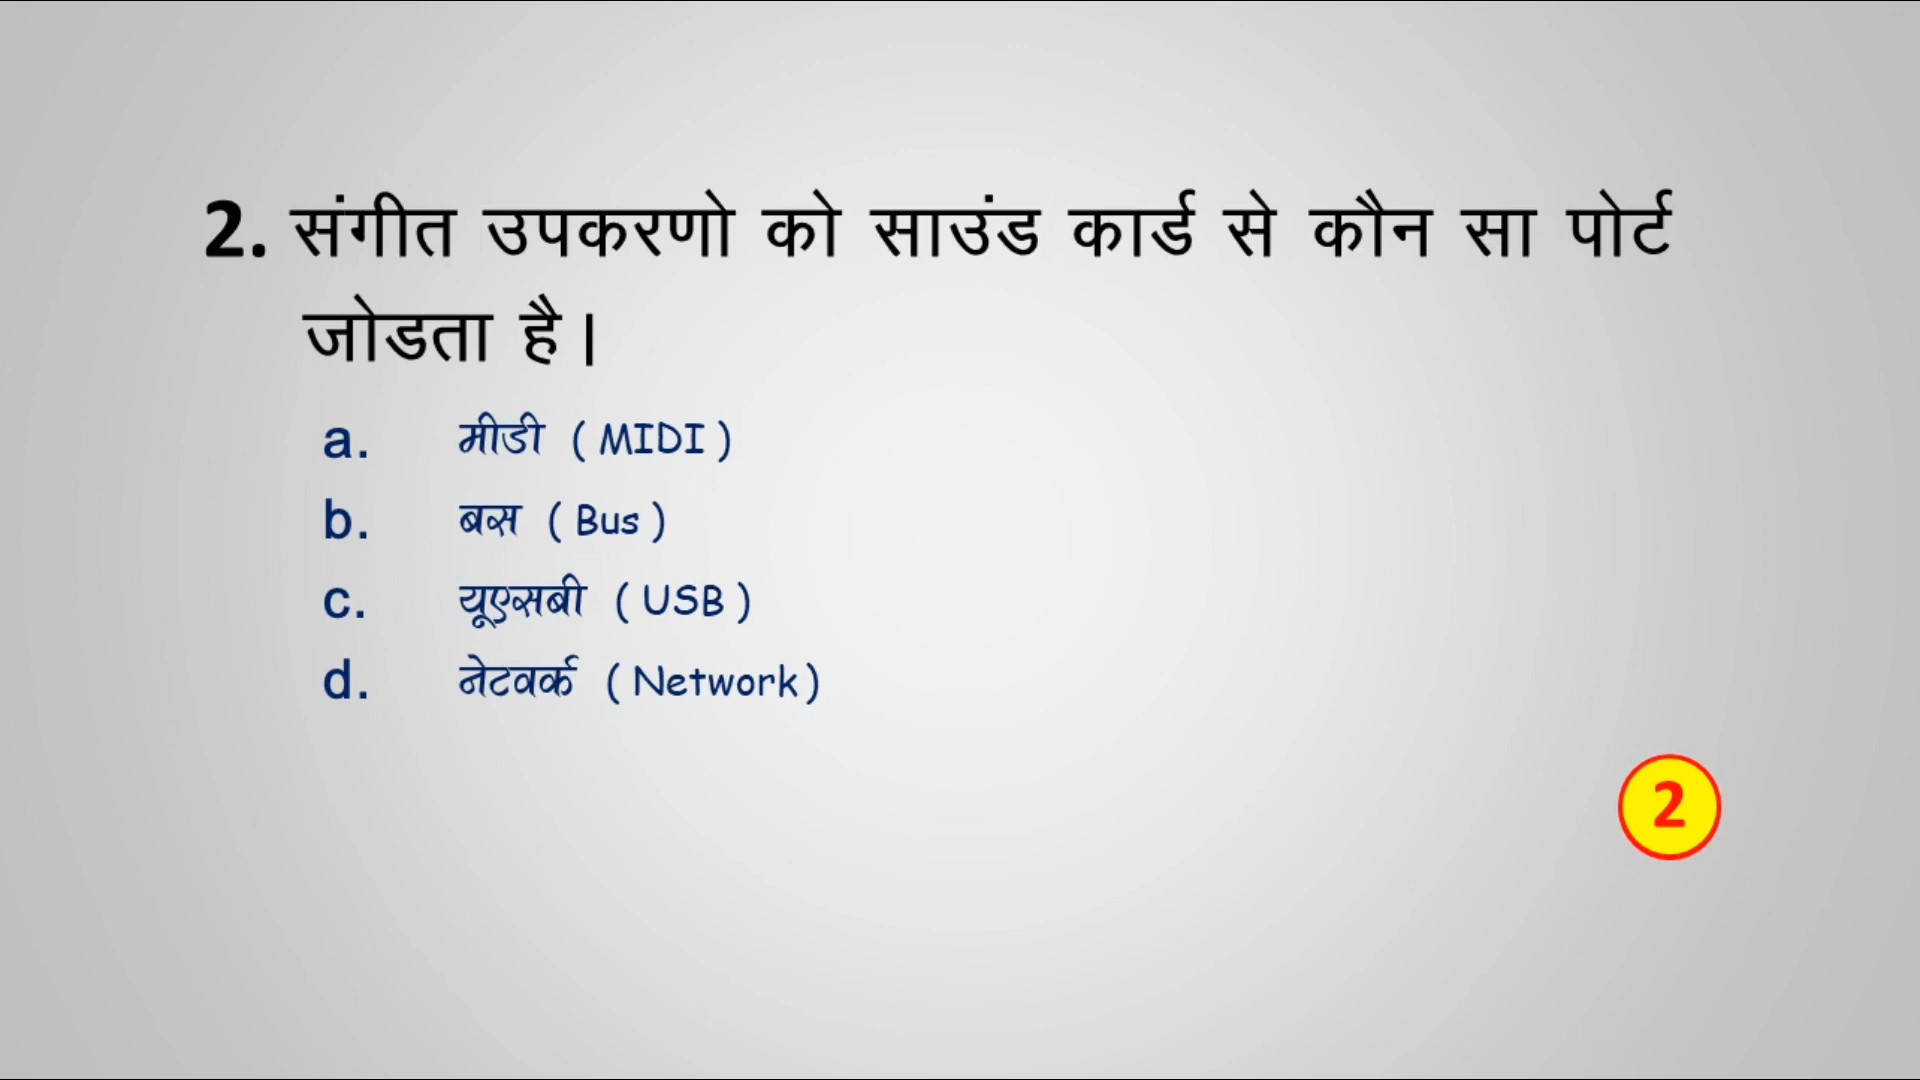 2. संगीत उपकरणो को साउंड कार्ड से कौन सा पोर्ट
जोडता है।
a. मीडी ( MIDI )
b. बस ( Bus )
c. यूएसबी ( USB )
d. नेटवर्क ( Network)
2